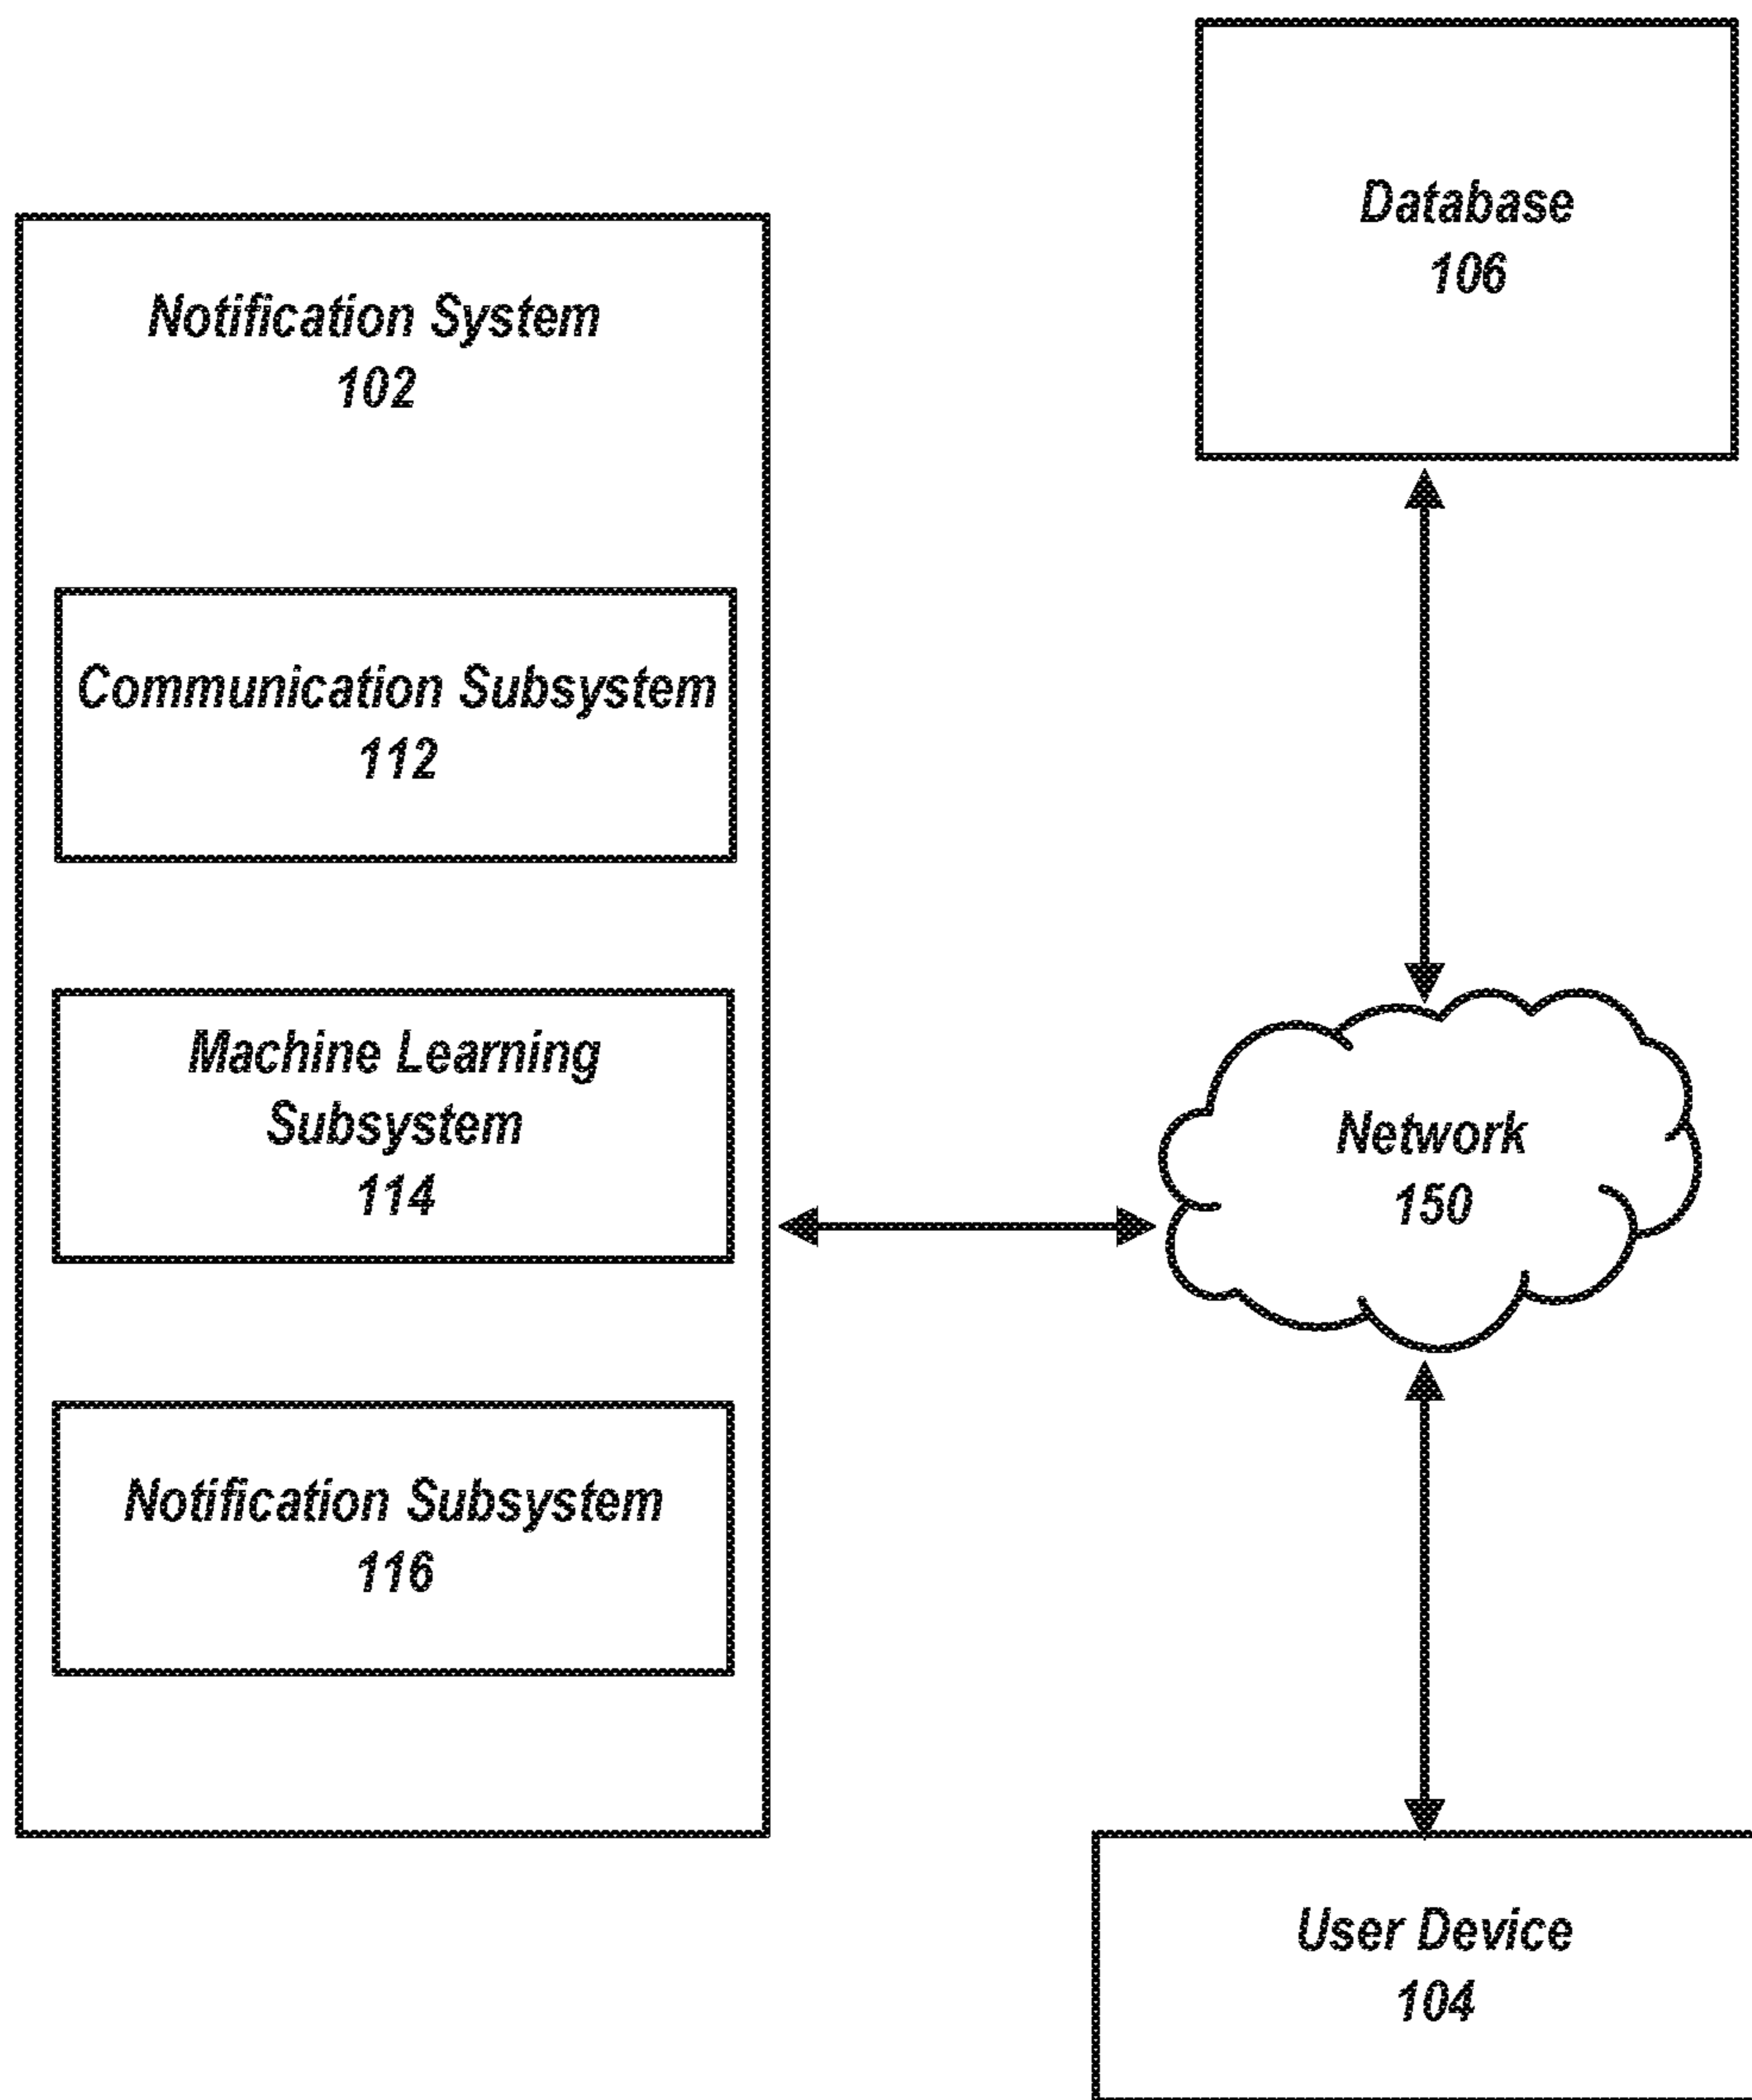 Notification System
102
Communication Subsystem
112
Machine Learning
Subsystem
114
Notification Subsystem
116
Database
106
Network
150
User Device
104